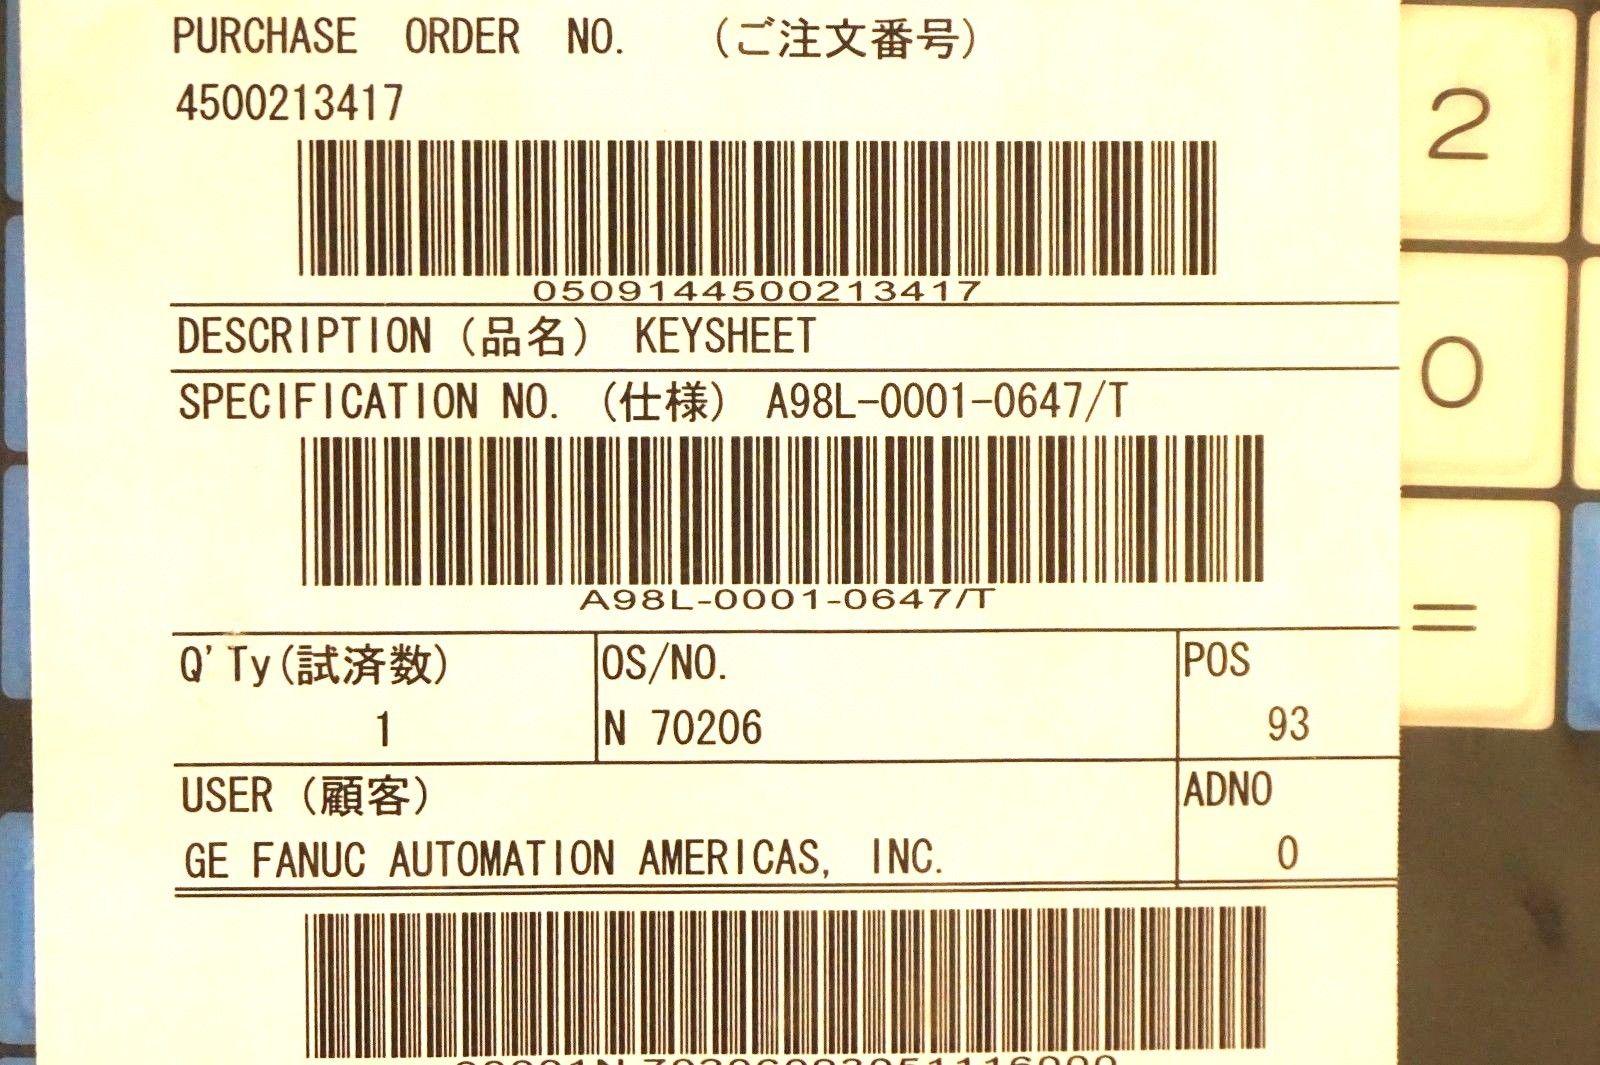 PURCHASE ORDER NO. (ご注文番号)
4500213417
0509144500213417
DESCRIPTION (品名) KEYSHEET
SPECIFICATION NO. (仕様) A98L-0001-0647/T
A98L-0001-0647/T
Q'Ty(試済数) OS/NO. POS
1 N 70206 93
USER (顧客) ADNO
GE FANUC AUTOMATION AMERICAS, INC. 0
2
0
=